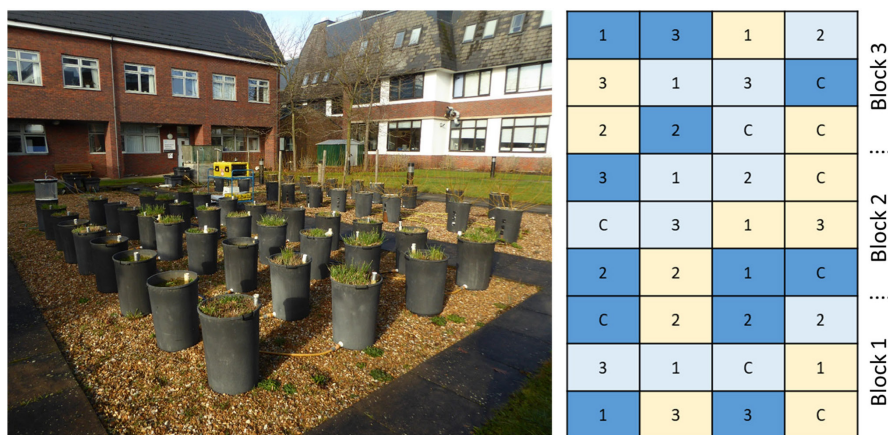 1 3 1 2
3 1 3 C
2 2 C C
3 1 2 C
C 3 1 3
2 2 1 C
C 2 2 2
3 1 C 1
1 3 3 C
Block 3
...
Block 2
...
Block 1